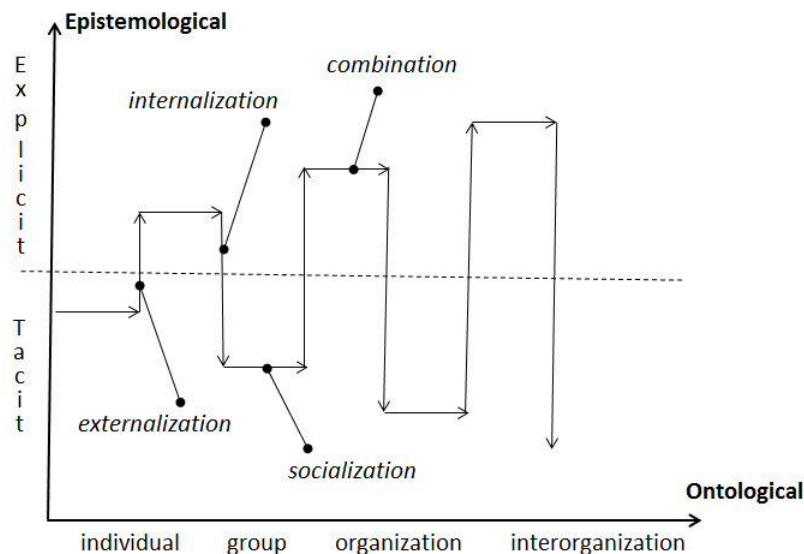 Epistemological
Explicit
combination
internalization
Tacit
externalization
socialization
Ontological
individual group organization interorganization